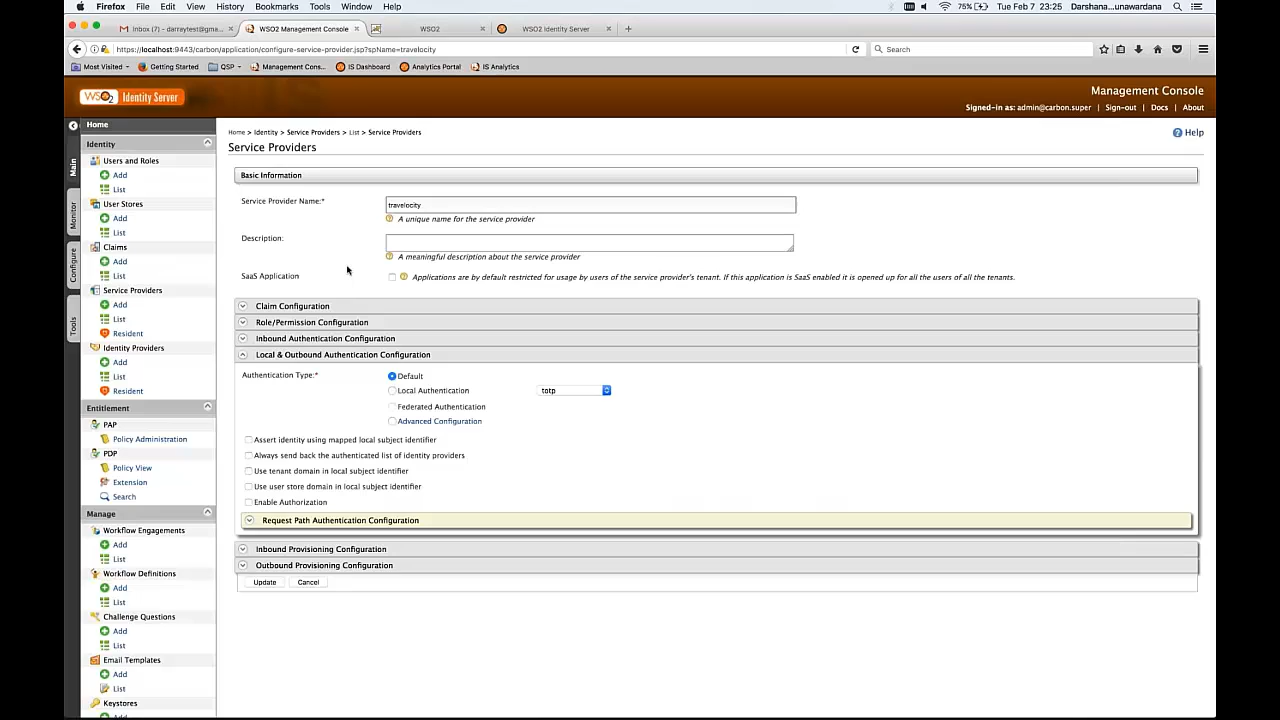 Firefox File Edit View History Bookmarks Tools Window Help 75% Tue Feb 7 23:25 Darshana...unawardana
Inbox (7) - darraytest@gma... WSO2 Management Console WSO2 WSO2 Identity Server
https://localhost:9443/carbon/application/configure-service-provider.jsp?spName=travelocity Search
Most Visited Getting Started QSP Management Cons... IS Dashboard Analytics Portal IS Analytics
WSO2 Identity Server
Management Console
Signed-in as: admin@carbon.super | Sign-out | Docs | About
Main
Monitor
Configure
Tools
Home
Identity
Users and Roles
Add
List
User Stores
Add
List
Claims
Add
List
Service Providers
Add
List
Resident
Identity Providers
Add
List
Resident
Entitlement
PAP
Policy Administration
PDP
Policy View
Extension
Search
Manage
Workflow Engagements
Add
List
Workflow Definitions
Add
List
Challenge Questions
Add
List
Email Templates
Add
List
Keystores
Add
Home > Identity > Service Providers > List > Service Providers
Help
Service Providers
Basic Information
Service Provider Name:* travelocity
A unique name for the service provider
Description:
A meaningful description about the service provider
SaaS Application Applications are by default restricted for usage by users of the service provider's tenant. If this application is SaaS enabled it is opened up for all the users of all the tenants.
Claim Configuration
Role/Permission Configuration
Inbound Authentication Configuration
Local & Outbound Authentication Configuration
Authentication Type:* Default
Local Authentication totp
Federated Authentication
Advanced Configuration
Assert identity using mapped local subject identifier
Always send back the authenticated list of identity providers
Use tenant domain in local subject identifier
Use user store domain in local subject identifier
Enable Authorization
Request Path Authentication Configuration
Inbound Provisioning Configuration
Outbound Provisioning Configuration
Update Cancel